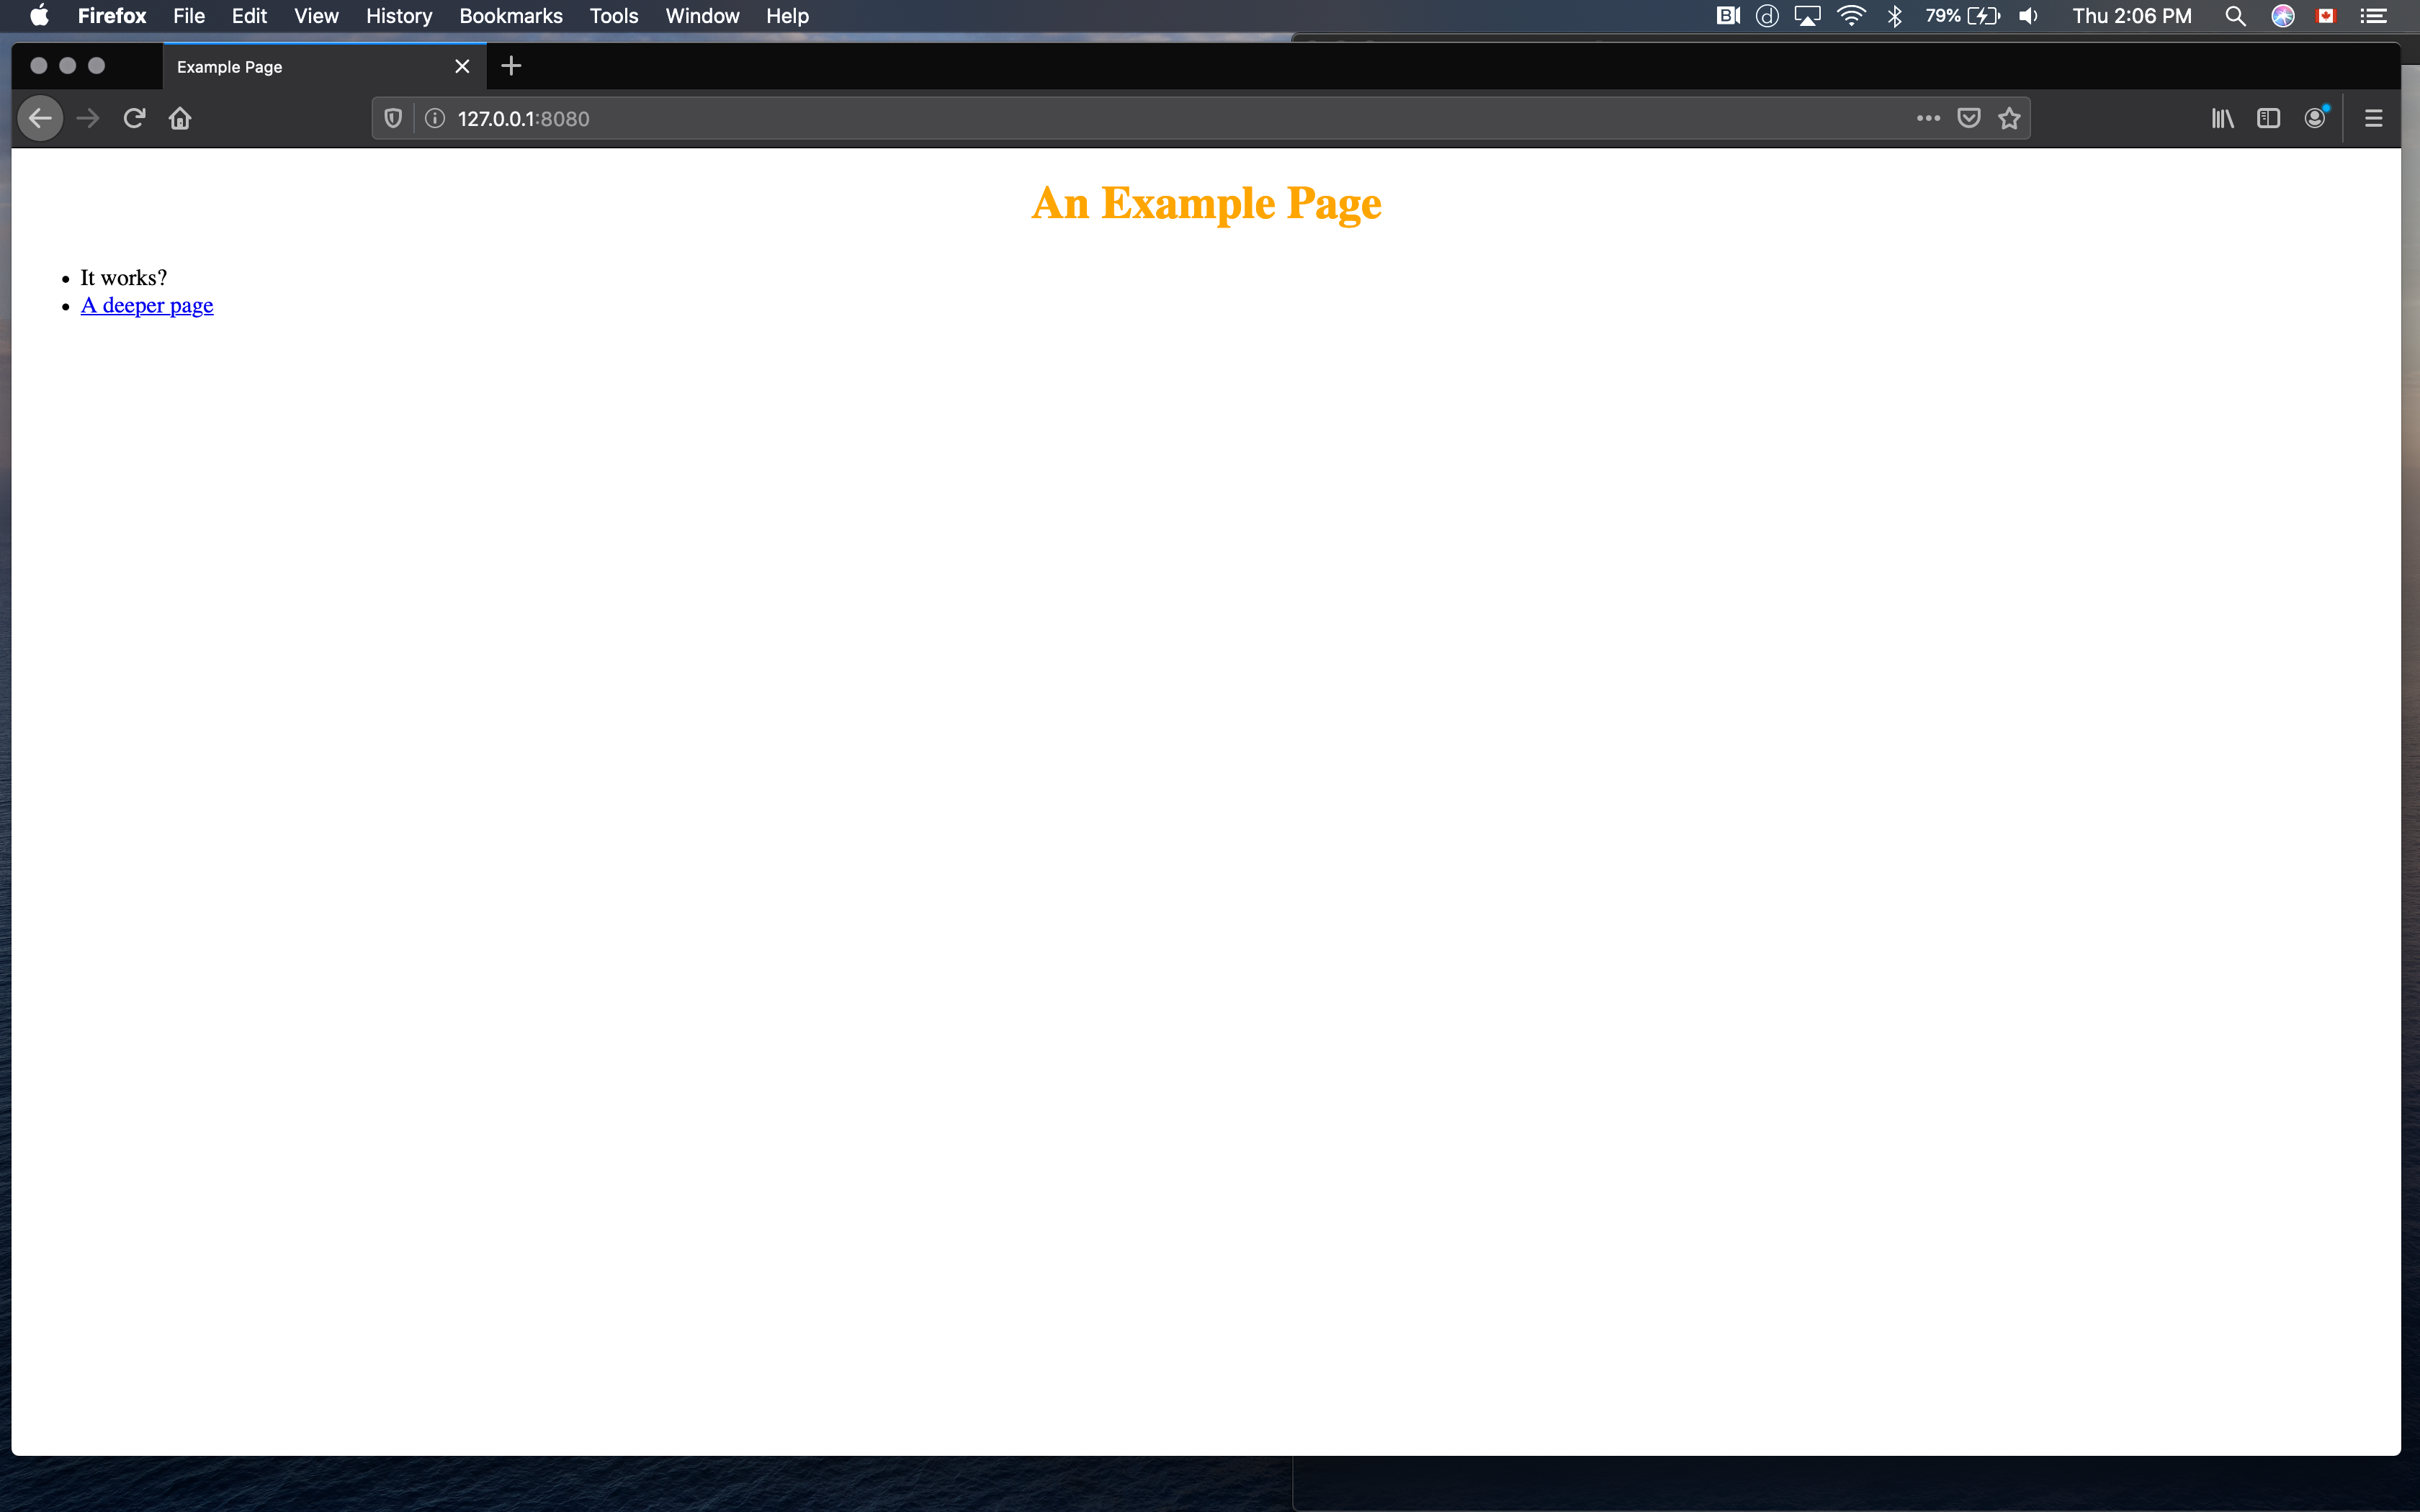 Firefox File Edit View History Bookmarks Tools Window Help 79% Thu 2:06 PM
Example Page
127.0.0.1:8080
An Example Page
It works?
A deeper page